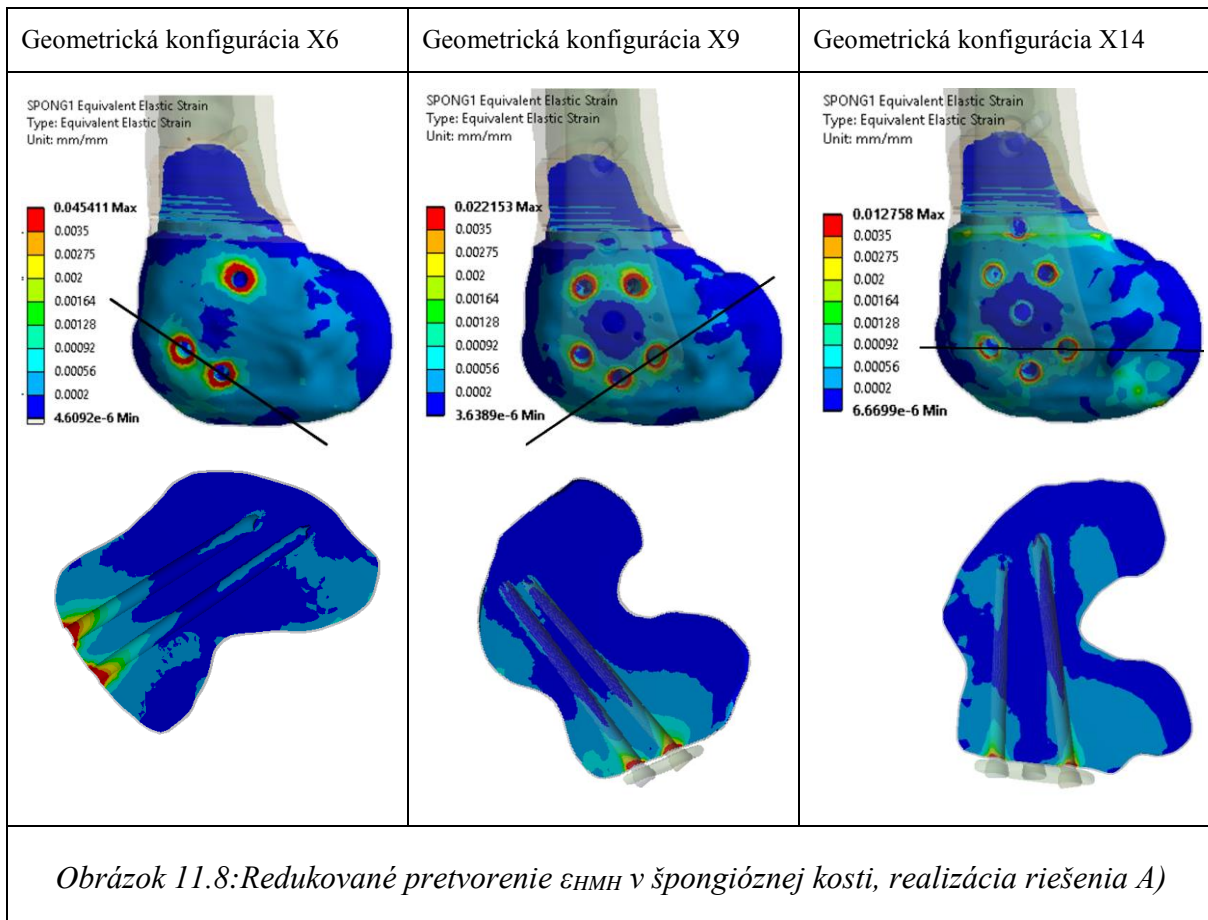 Geometrická konfigurácia X6
SPONG1 Equivalent Elastic Strain
Type: Equivalent Elastic Strain
Unit: mm/mm
0.045411 Max
0.0035
0.00275
0.002
0.00164
0.00128
0.00092
0.00056
0.0002
4.6092e-6 Min
Geometrická konfigurácia X9
SPONG1 Equivalent Elastic Strain
Type: Equivalent Elastic Strain
Unit: mm/mm
0.022153 Max
0.0035
0.00275
0.002
0.00164
0.00128
0.00092
0.00056
0.0002
3.6389e-6 Min
Geometrická konfigurácia X14
SPONG1 Equivalent Elastic Strain
Type: Equivalent Elastic Strain
Unit: mm/mm
0.012758 Max
0.0035
0.00275
0.002
0.00164
0.00128
0.00092
0.00056
0.0002
6.6699e-6 Min
Obrázok 11.8:Redukované pretvorenie εHMH v špongióznej kosti, realizácia riešenia A)